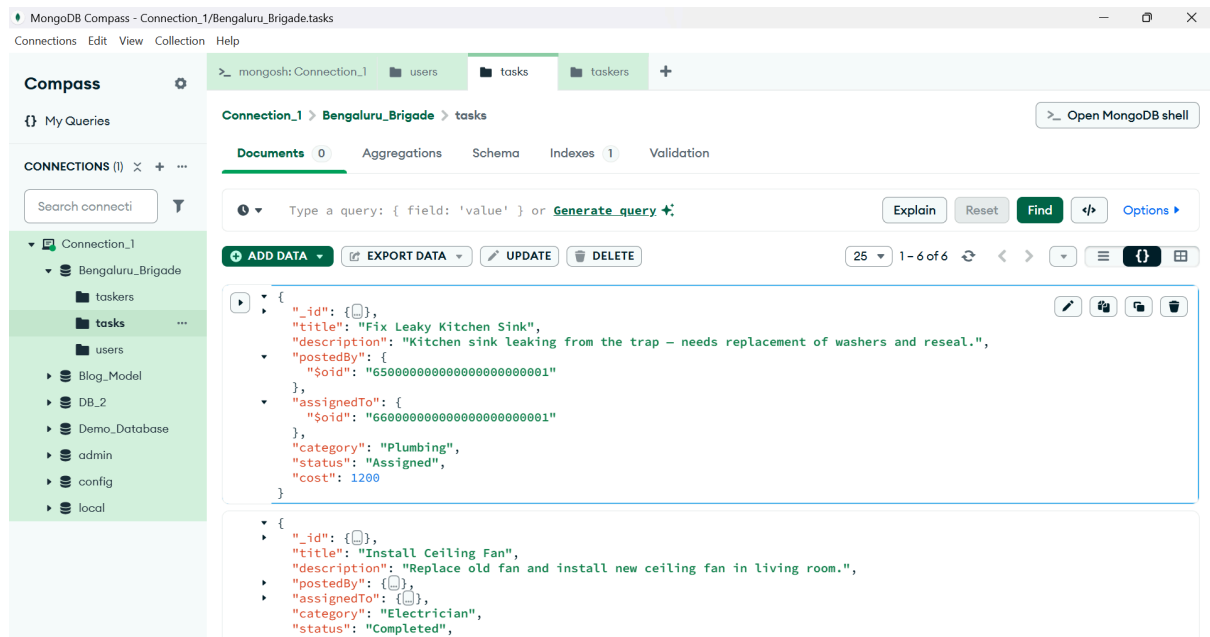 MongoDB Compass - Connection_1/Bengaluru_Brigade.tasks
Connections Edit View Collection Help
Compass
{} My Queries
CONNECTIONS (1)
Search connecti
Connection_1
Bengaluru_Brigade
taskers
tasks
users
Blog_Model
DB_2
Demo_Database
admin
config
local
>_ mongosh: Connection_1 users tasks taskers +
Connection_1 > Bengaluru_Brigade > tasks
>_ Open MongoDB shell
Documents 0 Aggregations Schema Indexes 1 Validation
Type a query: { field: 'value' } or Generate query
Explain Reset Find </> Options
ADD DATA EXPORT DATA UPDATE DELETE
25 1 – 6 of 6 {}
{
"_id": {…},
"title": "Fix Leaky Kitchen Sink",
"description": "Kitchen sink leaking from the trap — needs replacement of washers and reseal.",
"postedBy": {
"$oid": "650000000000000000000001"
},
"assignedTo": {
"$oid": "660000000000000000000001"
},
"category": "Plumbing",
"status": "Assigned",
"cost": 1200
}
{
"_id": {…},
"title": "Install Ceiling Fan",
"description": "Replace old fan and install new ceiling fan in living room.",
"postedBy": {…},
"assignedTo": {…},
"category": "Electrician",
"status": "Completed",